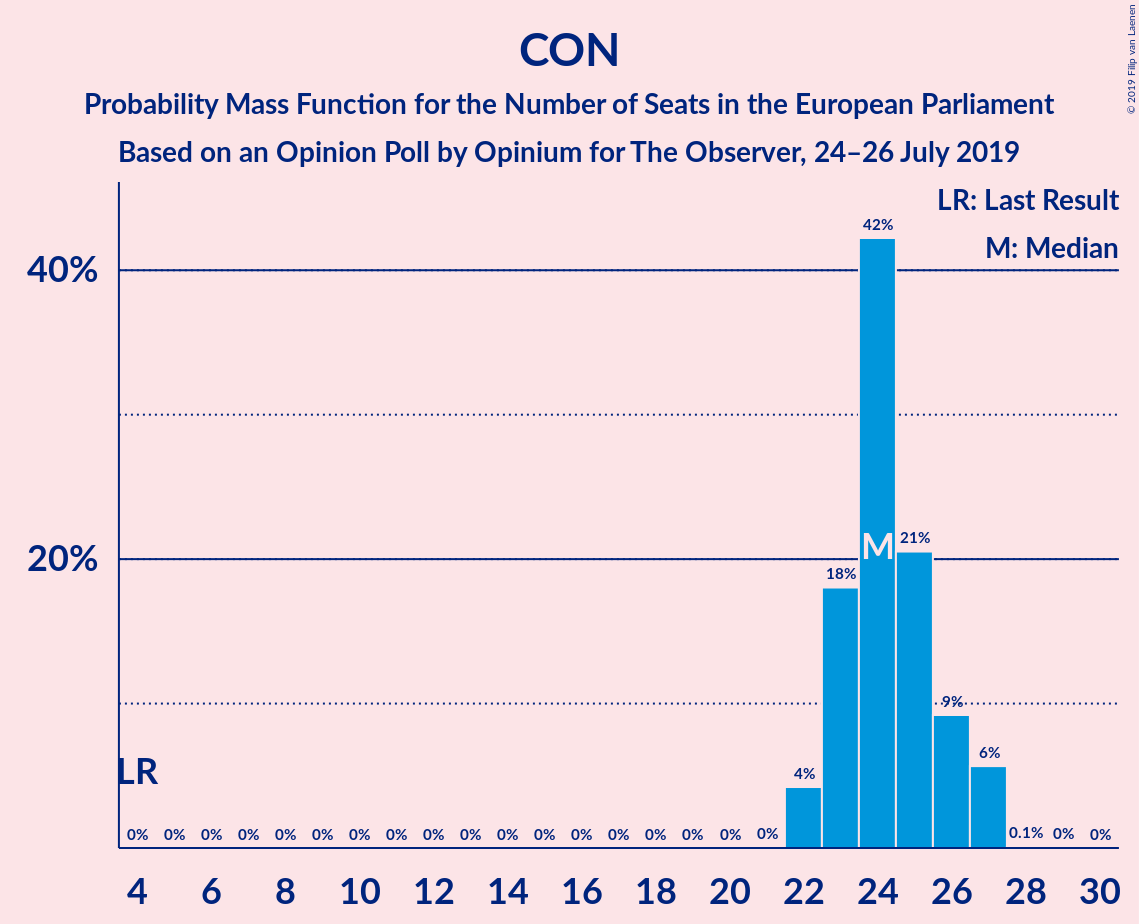 CON
Probability Mass Function for the Number of Seats in the European Parliament
Based on an Opinion Poll by Opinium for The Observer, 24–26 July 2019
© 2019 Filip van Laenen
LR: Last Result
M: Median
42%
40%
M
21%
20%
18%
9%
6%
LR
4%
0% 0% 0% 0% 0% 0% 0% 0% 0% 0% 0% 0% 0% 0% 0% 0% 0% 0% 0.1% 0% 0%
4 6 8 10 12 14 16 18 20 22 24 26 28 30